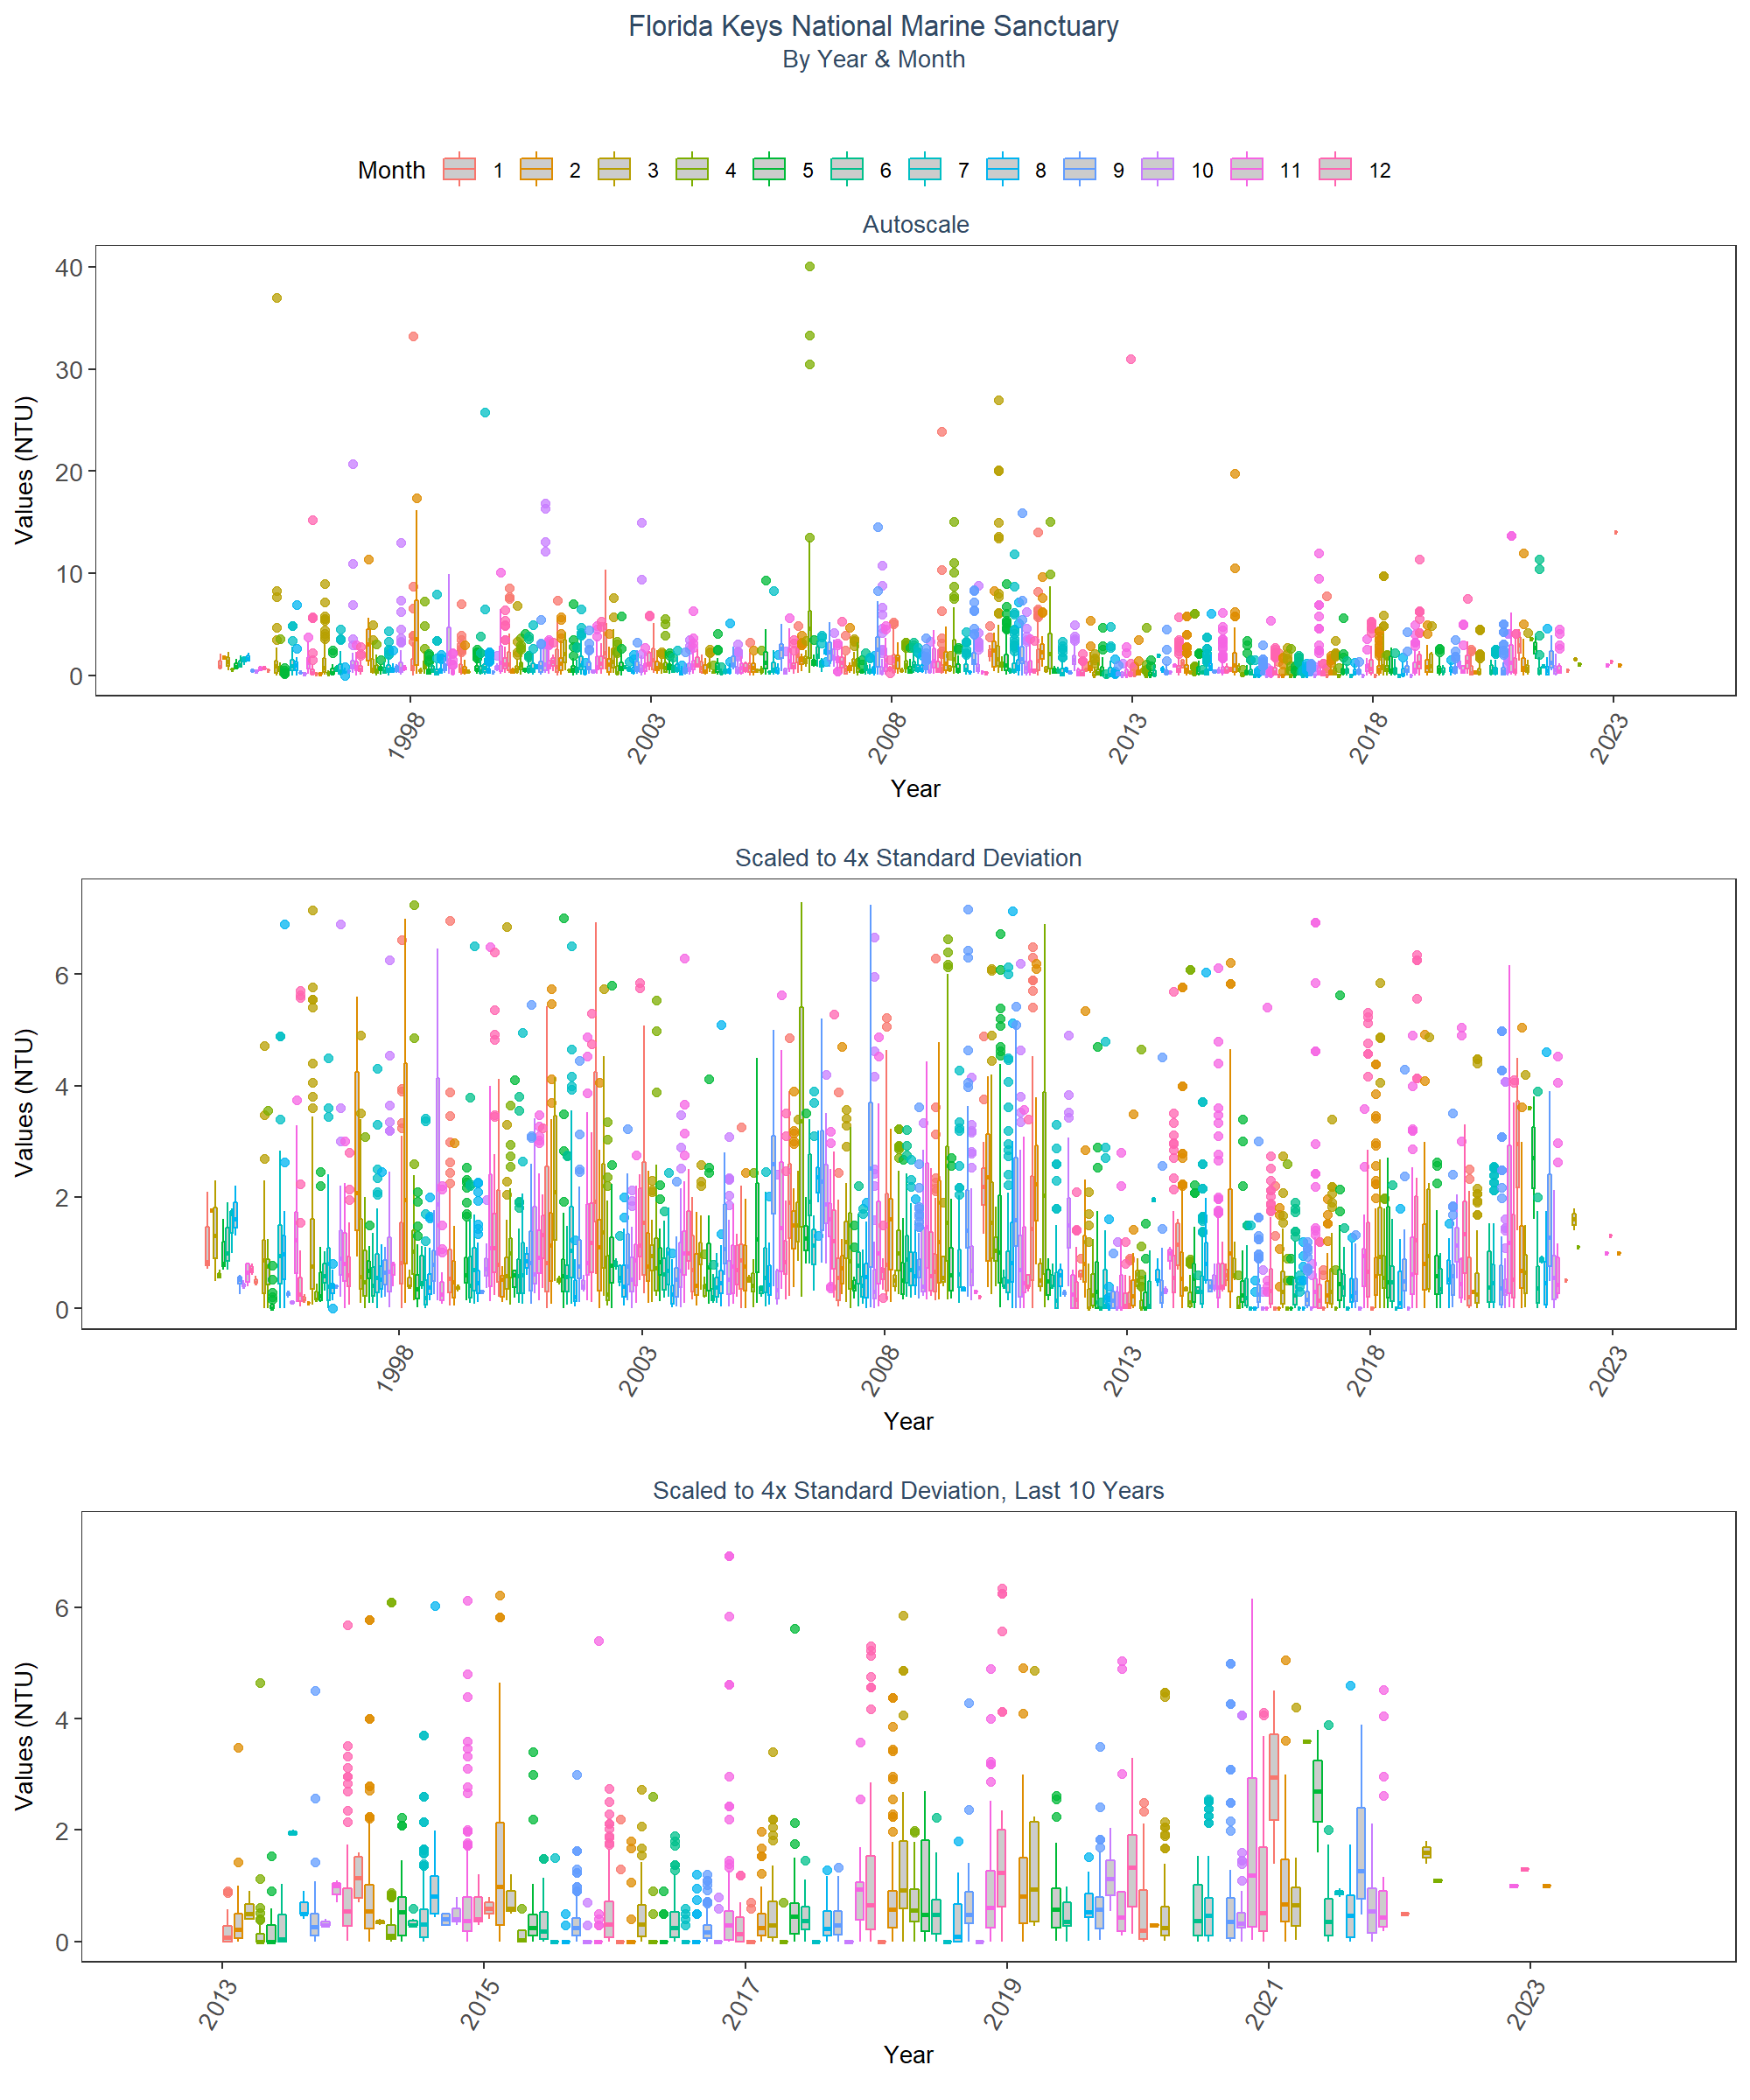 Florida Keys National Marine Sanctuary
By Year & Month
Month 1 2 3 4 5 6 7 8 9 10 11 12
Autoscale
Values (NTU)
40
30
20
10
0
1998 2003 2008 2013 2018 2023
Year
Scaled to 4x Standard Deviation
Values (NTU)
6
4
2
0
1998 2003 2008 2013 2018 2023
Year
Scaled to 4x Standard Deviation, Last 10 Years
Values (NTU)
6
4
2
0
2013 2015 2017 2019 2021 2023
Year